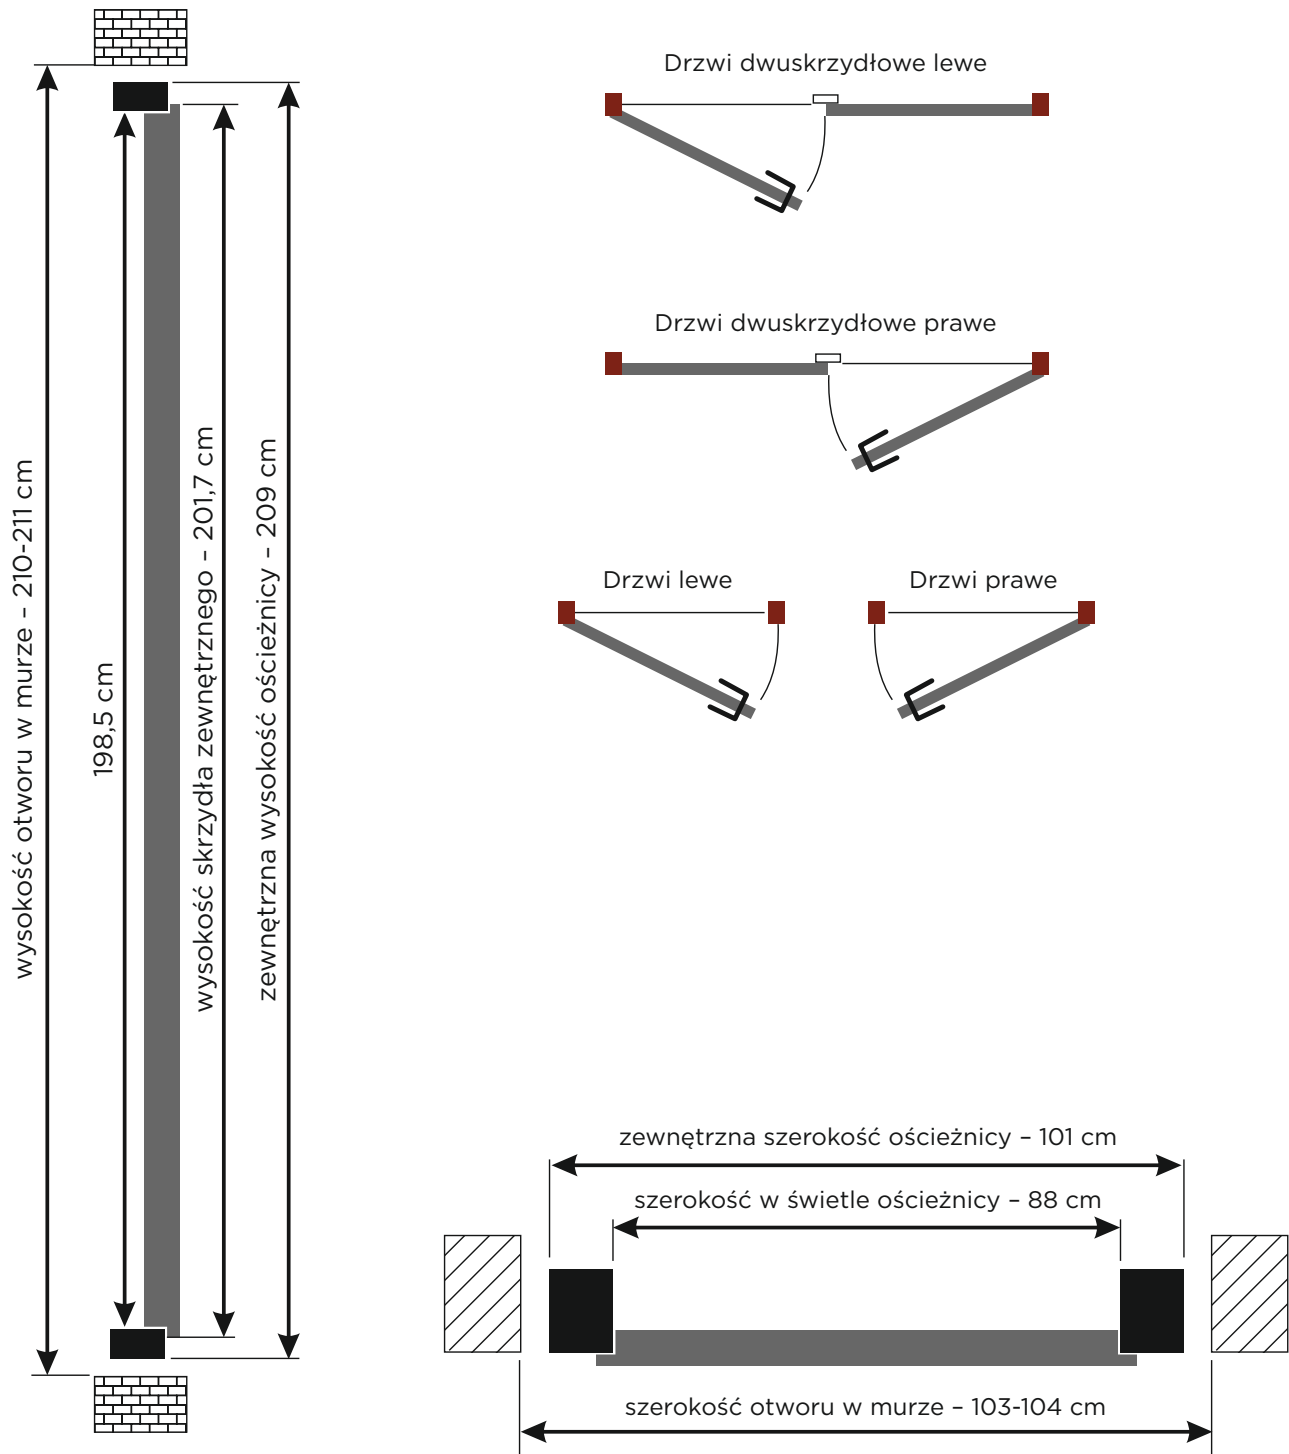 wysokość otworu w murze – 210-211 cm
198,5 cm
wysokość skrzydła zewnętrznego – 201,7 cm
zewnętrzna wysokość ościeżnicy – 209 cm
Drzwi dwuskrzydłowe lewe
Drzwi dwuskrzydłowe prawe
Drzwi lewe
Drzwi prawe
zewnętrzna szerokość ościeżnicy – 101 cm
szerokość w świetle ościeżnicy – 88 cm
szerokość otworu w murze – 103-104 cm